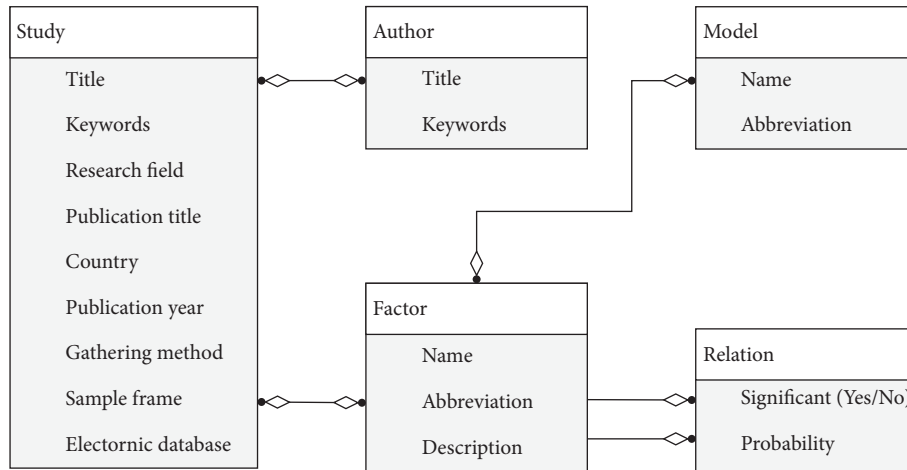 Study
Title
Keywords
Research field
Publication title
Country
Publication year
Gathering method
Sample frame
Electornic database
Author
Title
Keywords
Model
Name
Abbreviation
Factor
Name
Abbreviation
Description
Relation
Significant (Yes/No)
Probability